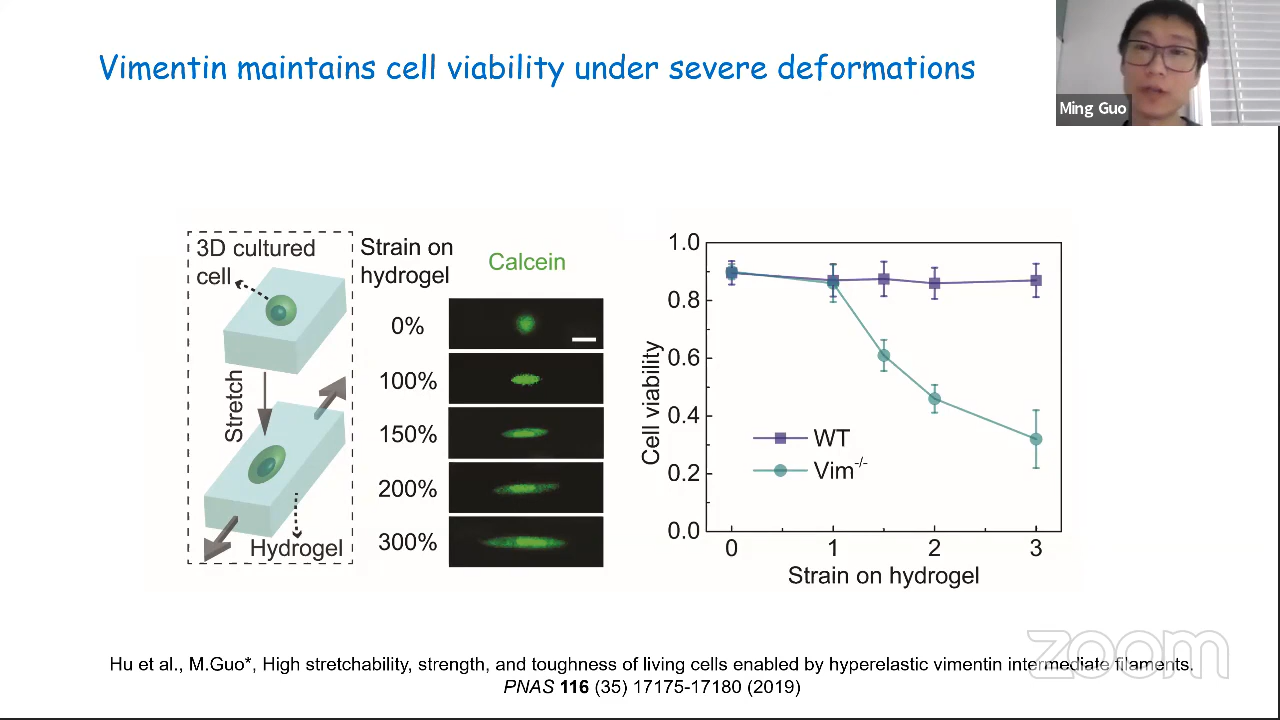 Vimentin maintains cell viability under severe deformations
Ming Guo
3D cultured
cell
Stretch
Hydrogel
Strain on
hydrogel
Calcein
0%
100%
150%
200%
300%
Cell viability
1.0
0.8
0.6
0.4
0.2
0.0
WT
Vim-/-
0 1 2 3
Strain on hydrogel
zoom
Hu et al., M.Guo*, High stretchability, strength, and toughness of living cells enabled by hyperelastic vimentin intermediate filaments.
PNAS 116 (35) 17175-17180 (2019)